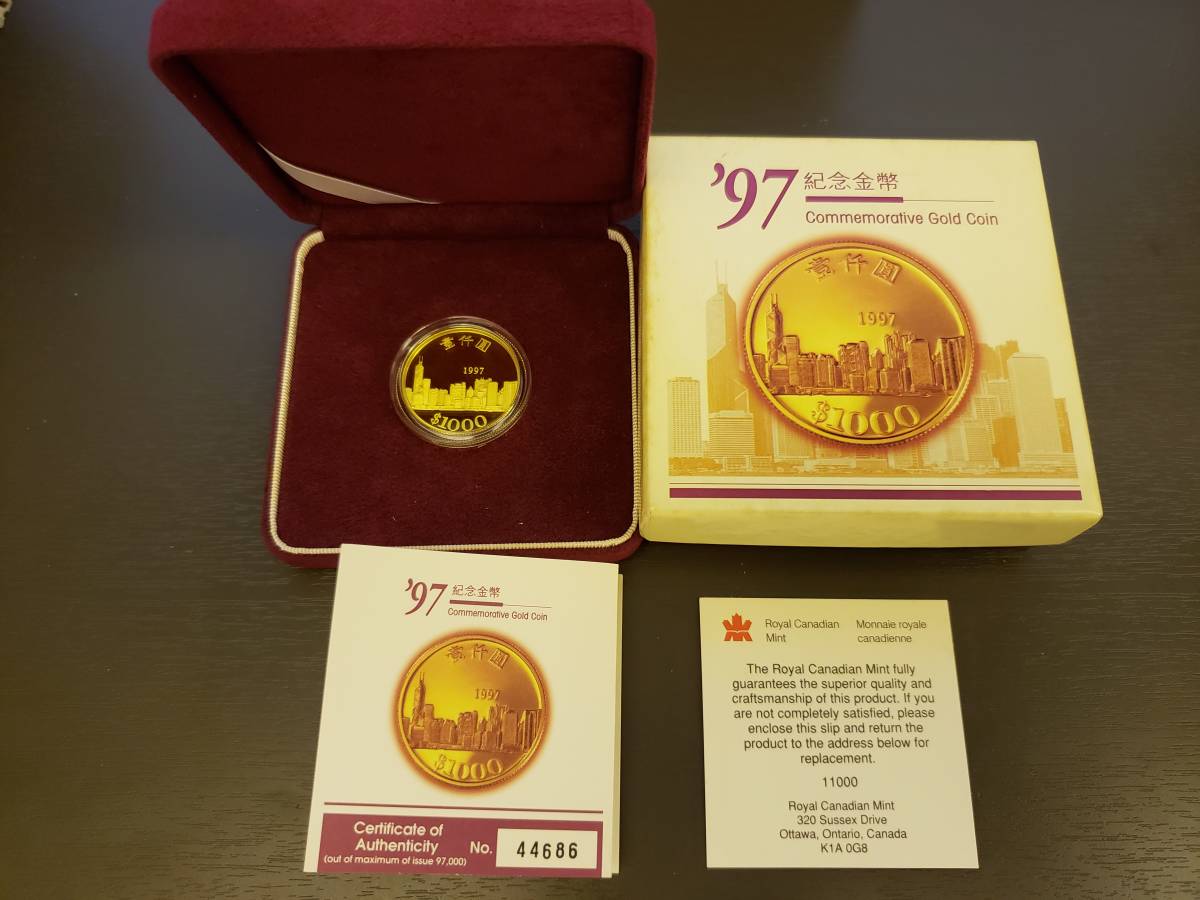 壹仟圓
1997
$1000
'97 紀念金幣
Commemorative Gold Coin
壹仟圓
1997
$1000
'97 紀念金幣
Commemorative Gold Coin
壹仟圓
1997
$1000
Certificate of
Authenticity
(out of maximum of issue 97,000)
No. 44686
Royal Canadian
Mint
Monnaie royale
canadienne
The Royal Canadian Mint fully
guarantees the superior quality and
craftsmanship of this product. If you
are not completely satisfied, please
enclose this slip and return the
product to the address below for
replacement.
11000
Royal Canadian Mint
320 Sussex Drive
Ottawa, Ontario, Canada
K1A 0G8